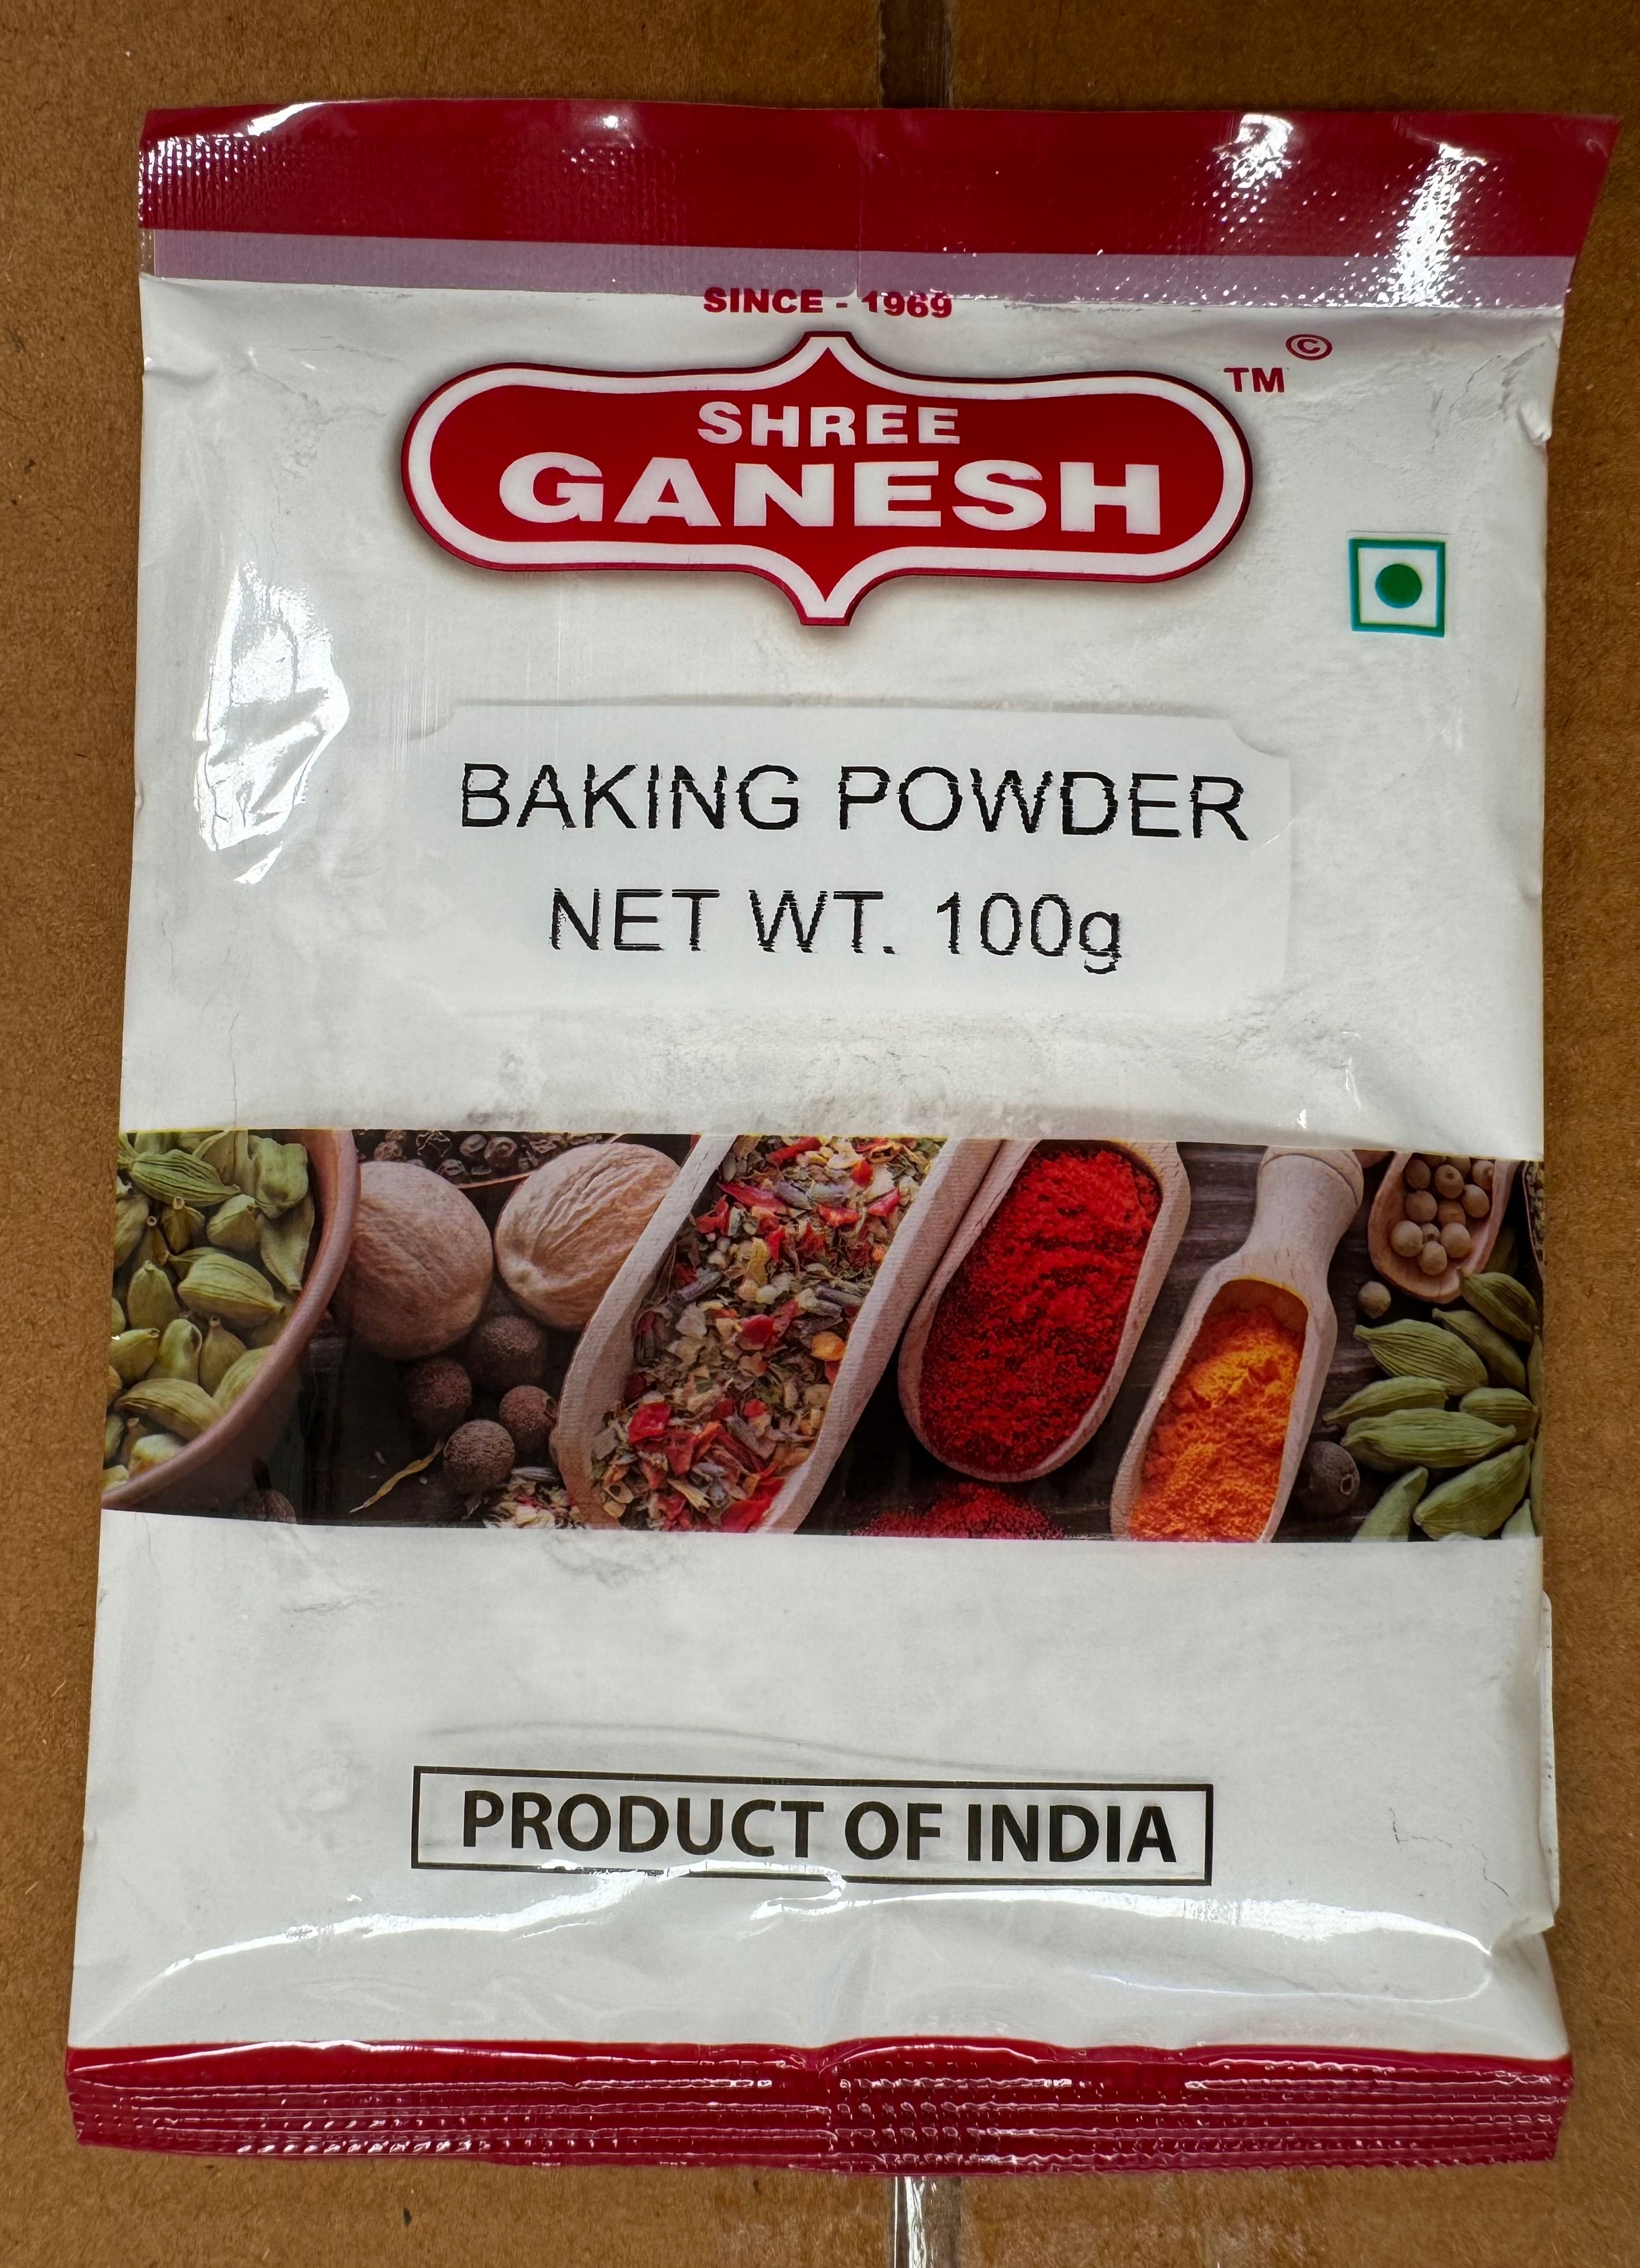 SINCE - 1969
©
TM
SHREE
GANESH
BAKING POWDER
NET WT. 100g
PRODUCT OF INDIA